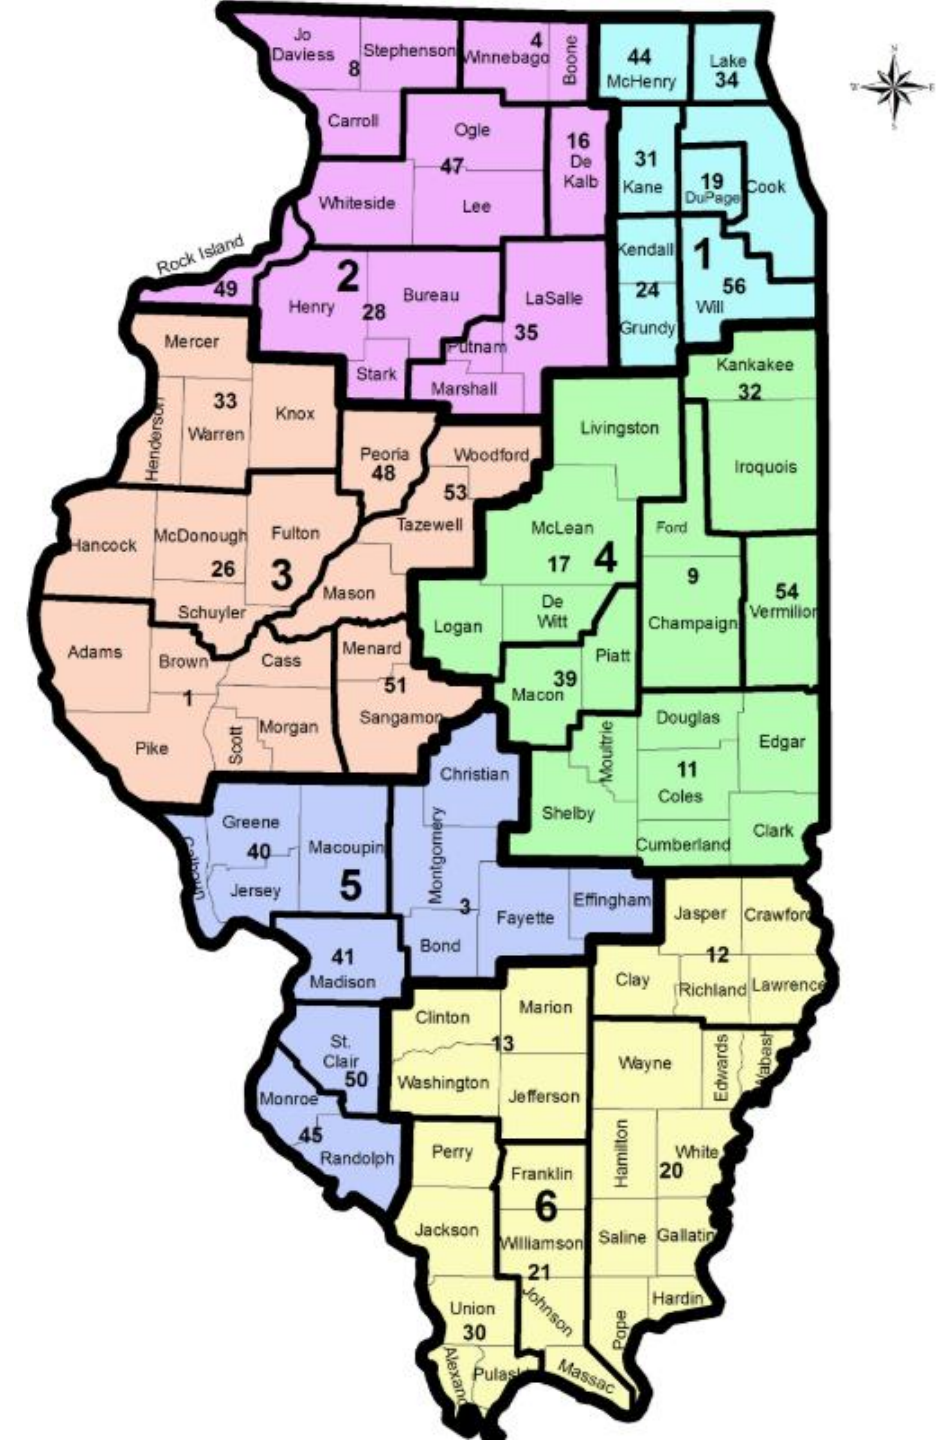 Jo
Daviess
8
Stephenson
4
Winnebago
Boone
44
McHenry
Lake
34
N
W
E
S
Carroll
Ogle
47
16
De
Kalb
31
Kane
19
DuPage
Cook
Whiteside
Lee
Rock Island
49
2
Henry
28
Bureau
LaSalle
35
Putnam
Stark
Marshall
Kendall
24
Grundy
1
56
Will
Mercer
33
Henderson
Warren
Knox
Peoria
48
Woodford
53
Tazewell
Livingston
Kankakee
32
Iroquois
Hancock
McDonough
26
Fulton
3
Schuyler
Mason
McLean
17
4
Ford
9
Champaign
54
Vermilion
Logan
De
Witt
Piatt
39
Macon
Adams
Brown
1
Cass
Menard
51
Sangamon
Pike
Scott
Morgan
Christian
Moultrie
Douglas
11
Coles
Edgar
Shelby
Cumberland
Clark
Calhoun
Greene
40
Jersey
Macoupin
5
Montgomery
3
Bond
Fayette
Effingham
Jasper
Crawford
12
Clay
Richland
Lawrence
41
Madison
St.
Clair
50
Monroe
45
Randolph
Clinton
13
Marion
Washington
Jefferson
Wayne
Edwards
Wabash
Perry
Franklin
6
Williamson
21
Johnson
Hamilton
White
20
Saline
Gallatin
Jackson
Union
30
Pope
Hardin
Massac